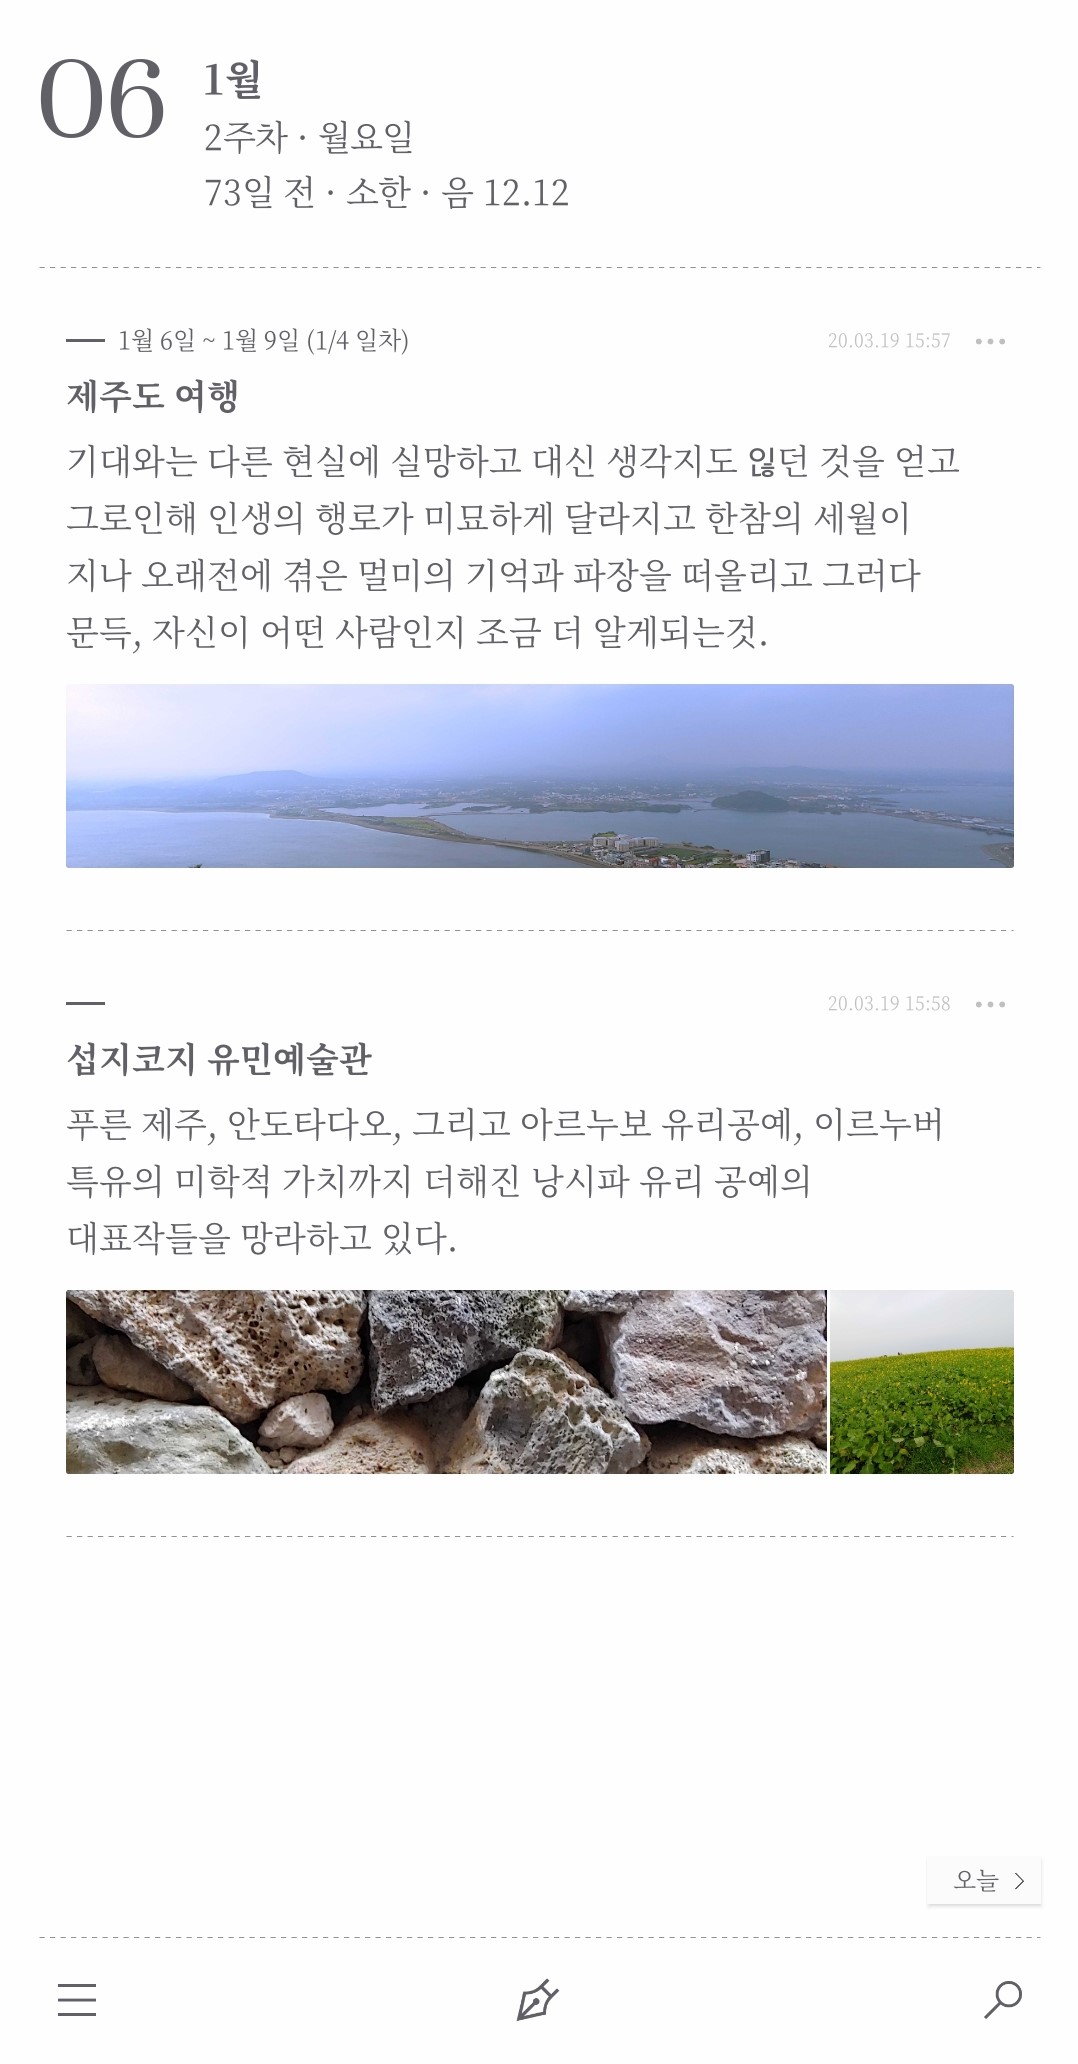 06
1월
2주차 · 월요일
73일 전 · 소한 · 음 12.12
1월 6일 ~ 1월 9일 (1/4 일차)
20.03.19 15:57
제주도 여행
기대와는 다른 현실에 실망하고 대신 생각지도 읺던 것을 얻고
그로인해 인생의 행로가 미묘하게 달라지고 한참의 세월이
지나 오래전에 겪은 멀미의 기억과 파장을 떠올리고 그러다
문득, 자신이 어떤 사람인지 조금 더 알게되는것.
20.03.19 15:58
섭지코지 유민예술관
푸른 제주, 안도타다오, 그리고 아르누보 유리공예, 이르누버
특유의 미학적 가치까지 더해진 낭시파 유리 공예의
대표작들을 망라하고 있다.
오늘